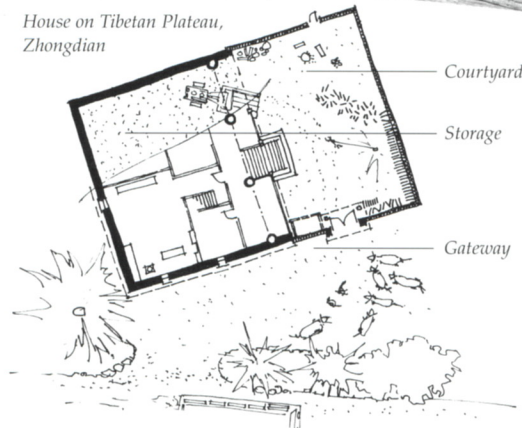 House on Tibetan Plateau,
Zhongdian
Courtyard
Storage
Gateway